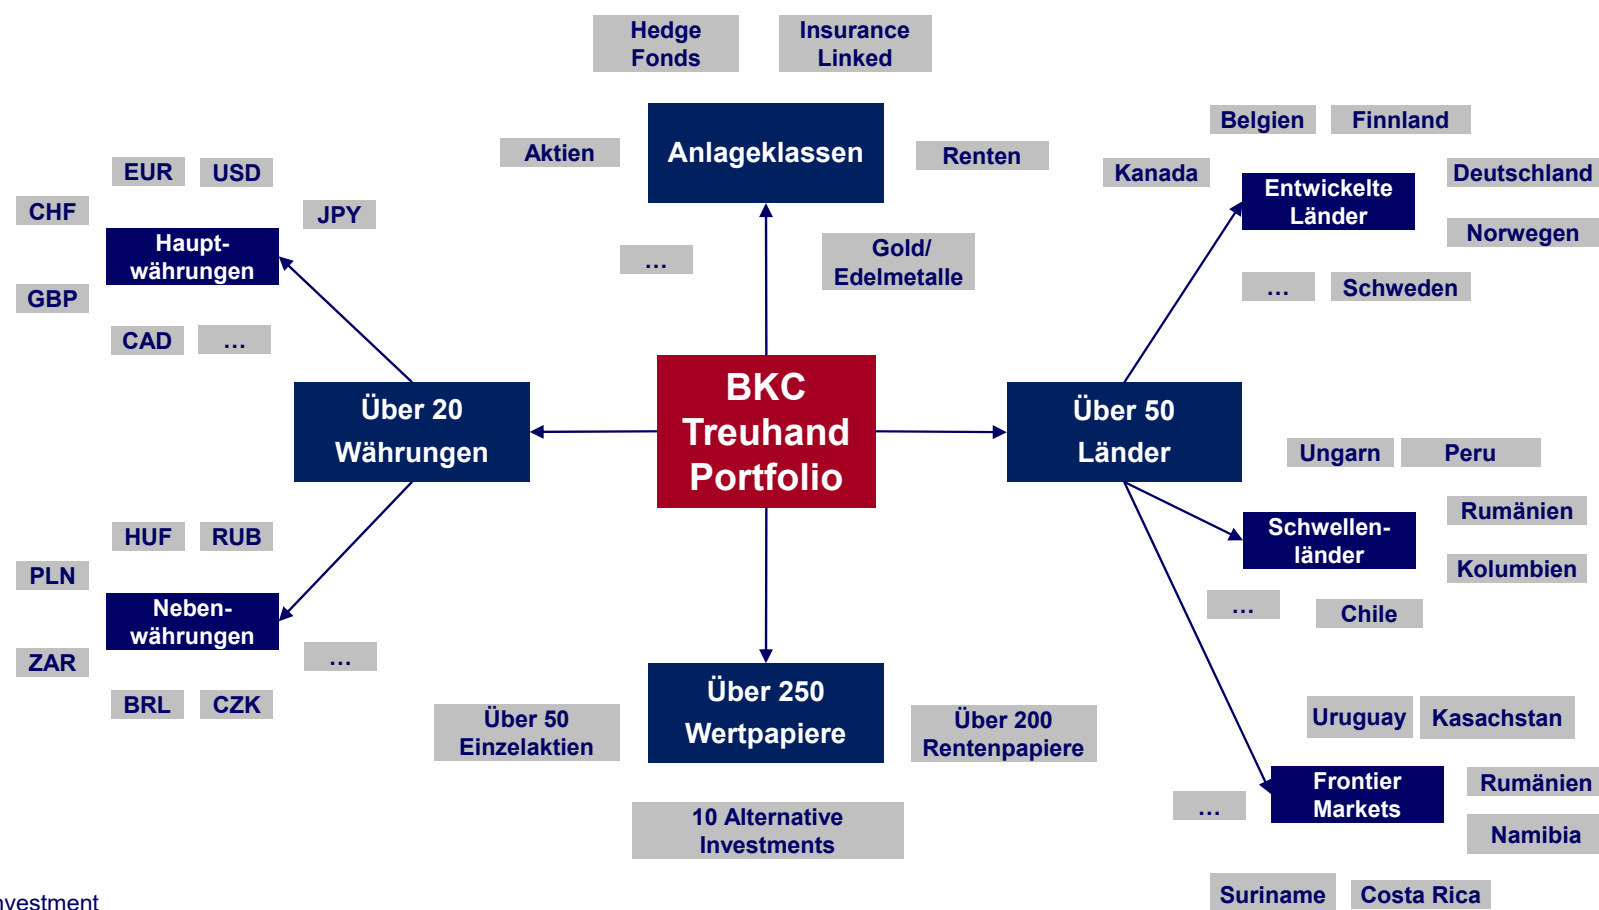 Hedge
Fonds
Insurance
Linked
Aktien
Anlageklassen
Renten
…
Gold/
Edelmetalle
EUR
USD
CHF
JPY
Haupt-
währungen
GBP
CAD
…
Belgien
Finnland
Kanada
Entwickelte
Länder
Deutschland
Norwegen
…
Schweden
Über 20
Währungen
BKC
Treuhand
Portfolio
Über 50
Länder
HUF
RUB
PLN
Neben-
währungen
ZAR
…
BRL
CZK
Ungarn
Peru
Schwellen-
länder
Rumänien
Kolumbien
…
Chile
Über 50
Einzelaktien
Über 250
Wertpapiere
Über 200
Rentenpapiere
10 Alternative
Investments
Uruguay
Kasachstan
…
Frontier
Markets
Rumänien
Namibia
Suriname
Costa Rica